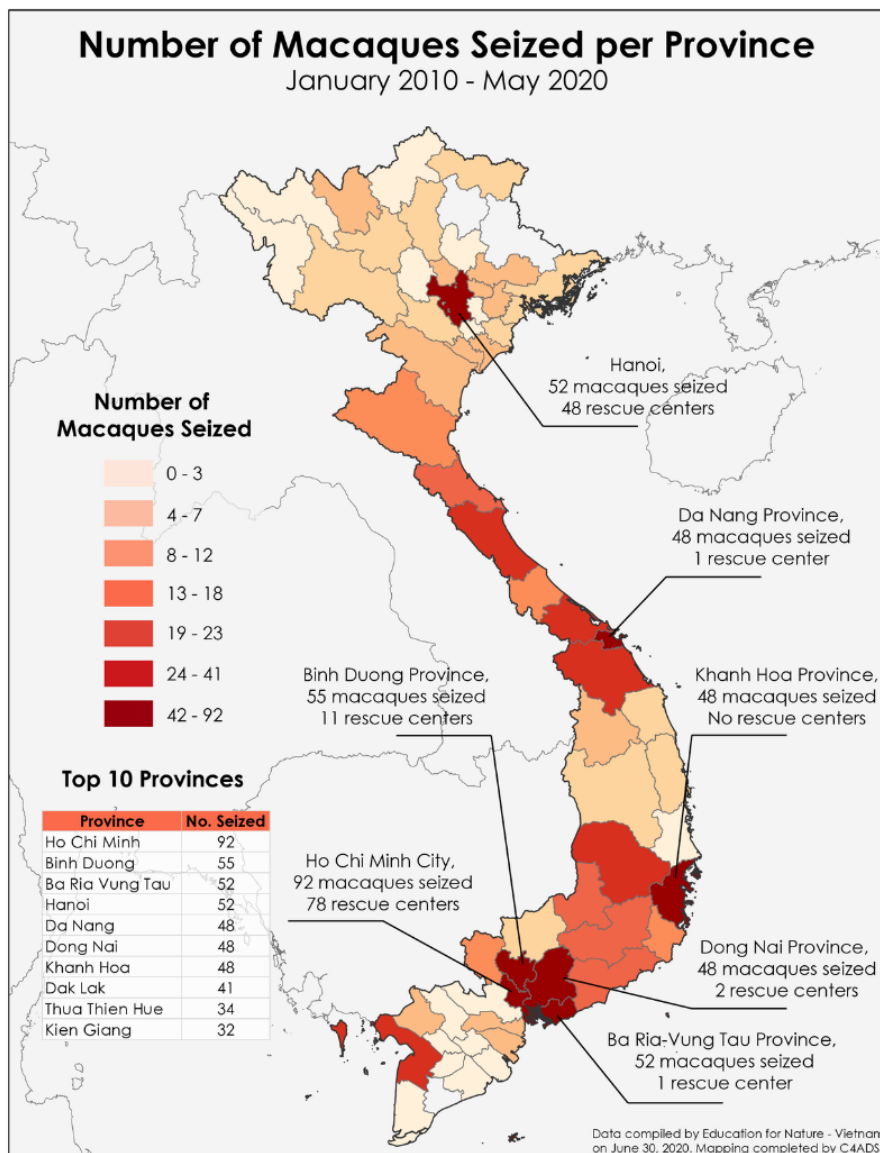 Number of Macaques Seized per Province
January 2010 - May 2020
Hanoi,
52 macaques seized
48 rescue centers
Number of
Macaques Seized
0 - 3
4 - 7
8 - 12
13 - 18
19 - 23
24 - 41
42 - 92
Da Nang Province,
48 macaques seized
1 rescue center
Binh Duong Province,
55 macaques seized
11 rescue centers
Khanh Hoa Province,
48 macaques seized
No rescue centers
Top 10 Provinces
Province No. Seized
Ho Chi Minh 92
Binh Duong 55
Ba Ria Vung Tau 52
Hanoi 52
Da Nang 48
Dong Nai 48
Khanh Hoa 48
Dak Lak 41
Thua Thien Hue 34
Kien Giang 32
Ho Chi Minh City,
92 macaques seized
78 rescue centers
Dong Nai Province,
48 macaques seized
2 rescue centers
Ba Ria-Vung Tau Province,
52 macaques seized
1 rescue center
Data compiled by Education for Nature - Vietnam
on June 30, 2020. Mapping completed by C4ADS